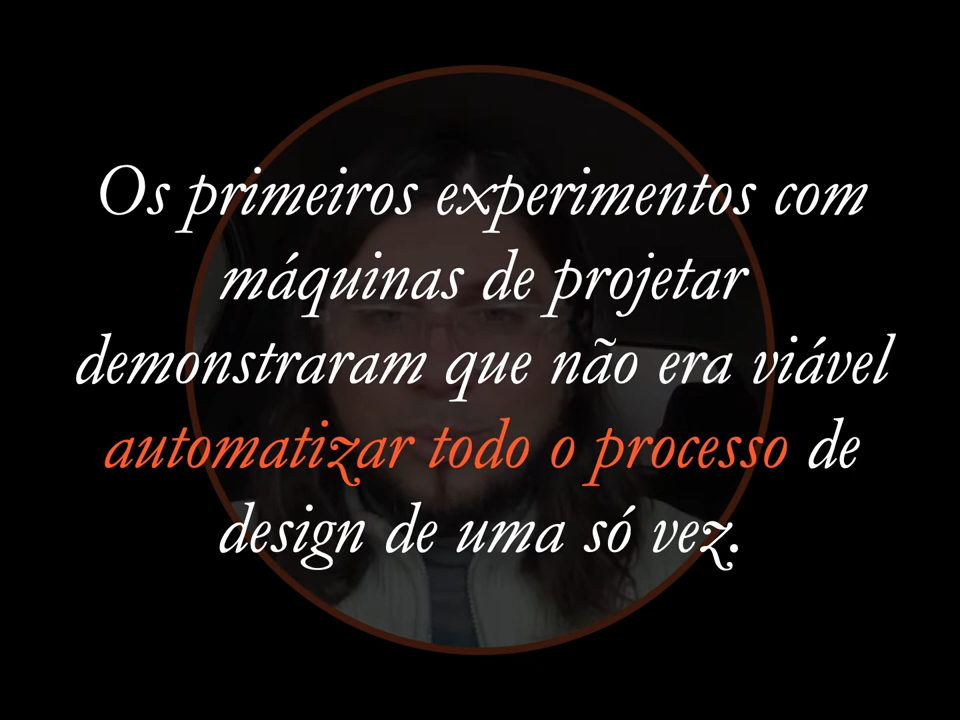 Os primeiros experimentos com
máquinas de projetar
demonstraram que não era viável
automatizar todo o processo de
design de uma só vez.